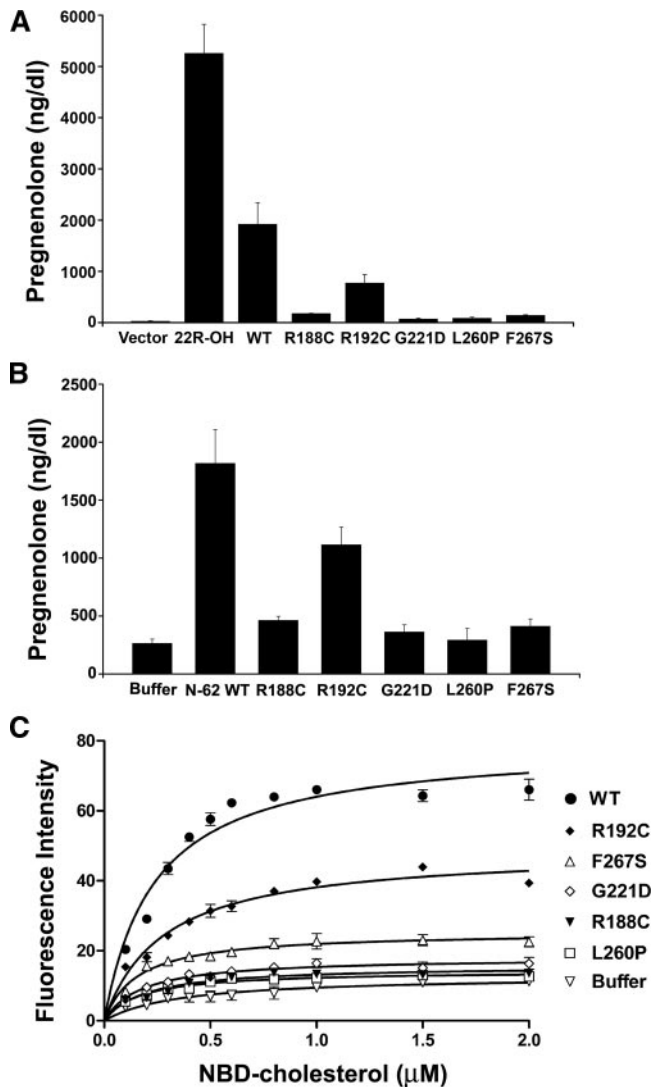 A
Pregnenolone (ng/dl)
6000
5000
4000
3000
2000
1000
0
Vector 22R-OH WT R188C R192C G221D L260P F267S
B
Pregnenolone (ng/dl)
2500
2000
1500
1000
500
0
Buffer N-62 WT R188C R192C G221D L260P F267S
C
Fluorescence Intensity
80
60
40
20
0
0.0 0.5 1.0 1.5 2.0
NBD-cholesterol (μM)
WT
R192C
F267S
G221D
R188C
L260P
Buffer